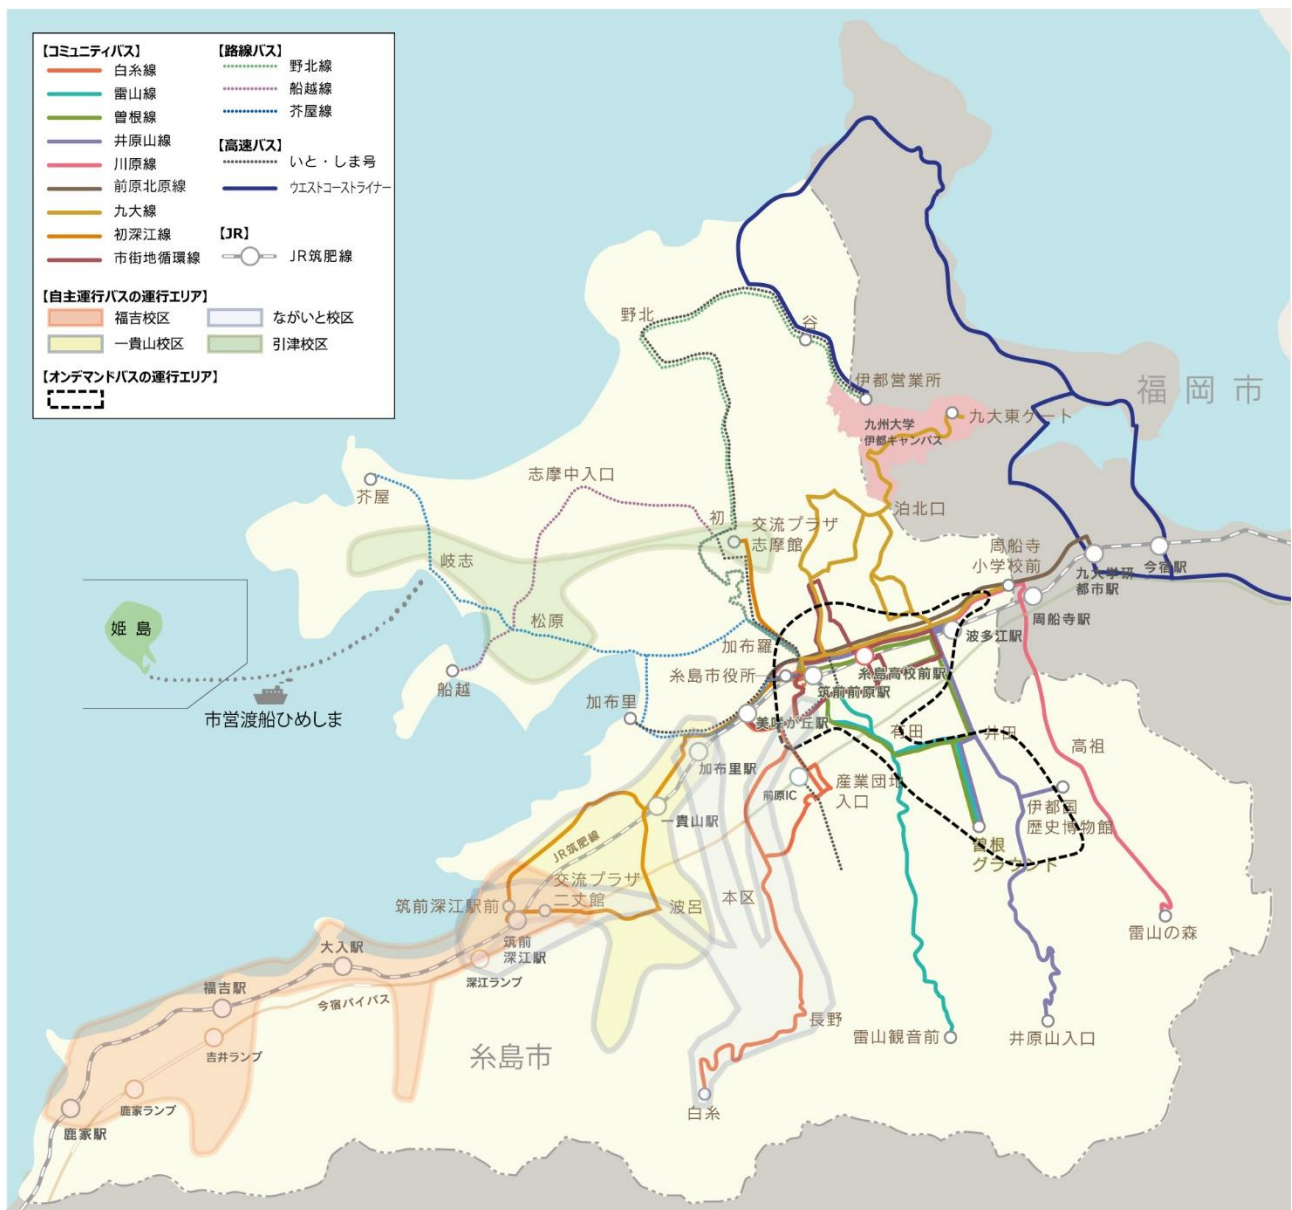 【コミュニティバス】
白糸線
雷山線
曽根線
井原山線
川原線
前原北原線
九大線
初深江線
市街地循環線
【路線バス】
野北線
船越線
芥屋線
【高速バス】
いと・しま号
ウエストコーストライナー
【JR】
JR筑肥線
【自主運行バスの運行エリア】
福吉校区
ながいと校区
一貴山校区
引津校区
【オンデマンドバスの運行エリア】
野北
谷
伊都営業所
九州大学
伊都キャンパス
九大東ゲート
福岡市
芥屋
志摩中入口
泊北口
初
交流プラザ
志摩館
周船寺
小学校前
岐志
九大学研
都市駅
今宿駅
周船寺駅
姫島
松原
加布羅
波多江駅
船越
糸島市役所
糸島高校前駅
筑前前原駅
市営渡船ひめしま
加布里
美咲が丘駅
有田
井田
高祖
加布里駅
前原IC
産業団地
入口
伊都国
歴史博物館
一貴山駅
曽根
グラウンド
JR筑肥線
交流プラザ
二丈館
波呂
本区
筑前深江駅前
筑前
深江駅
雷山の森
大入駅
深江ランプ
福吉駅
今宿バイパス
長野
雷山観音前
井原山入口
吉井ランプ
糸島市
鹿家ランプ
白糸
鹿家駅